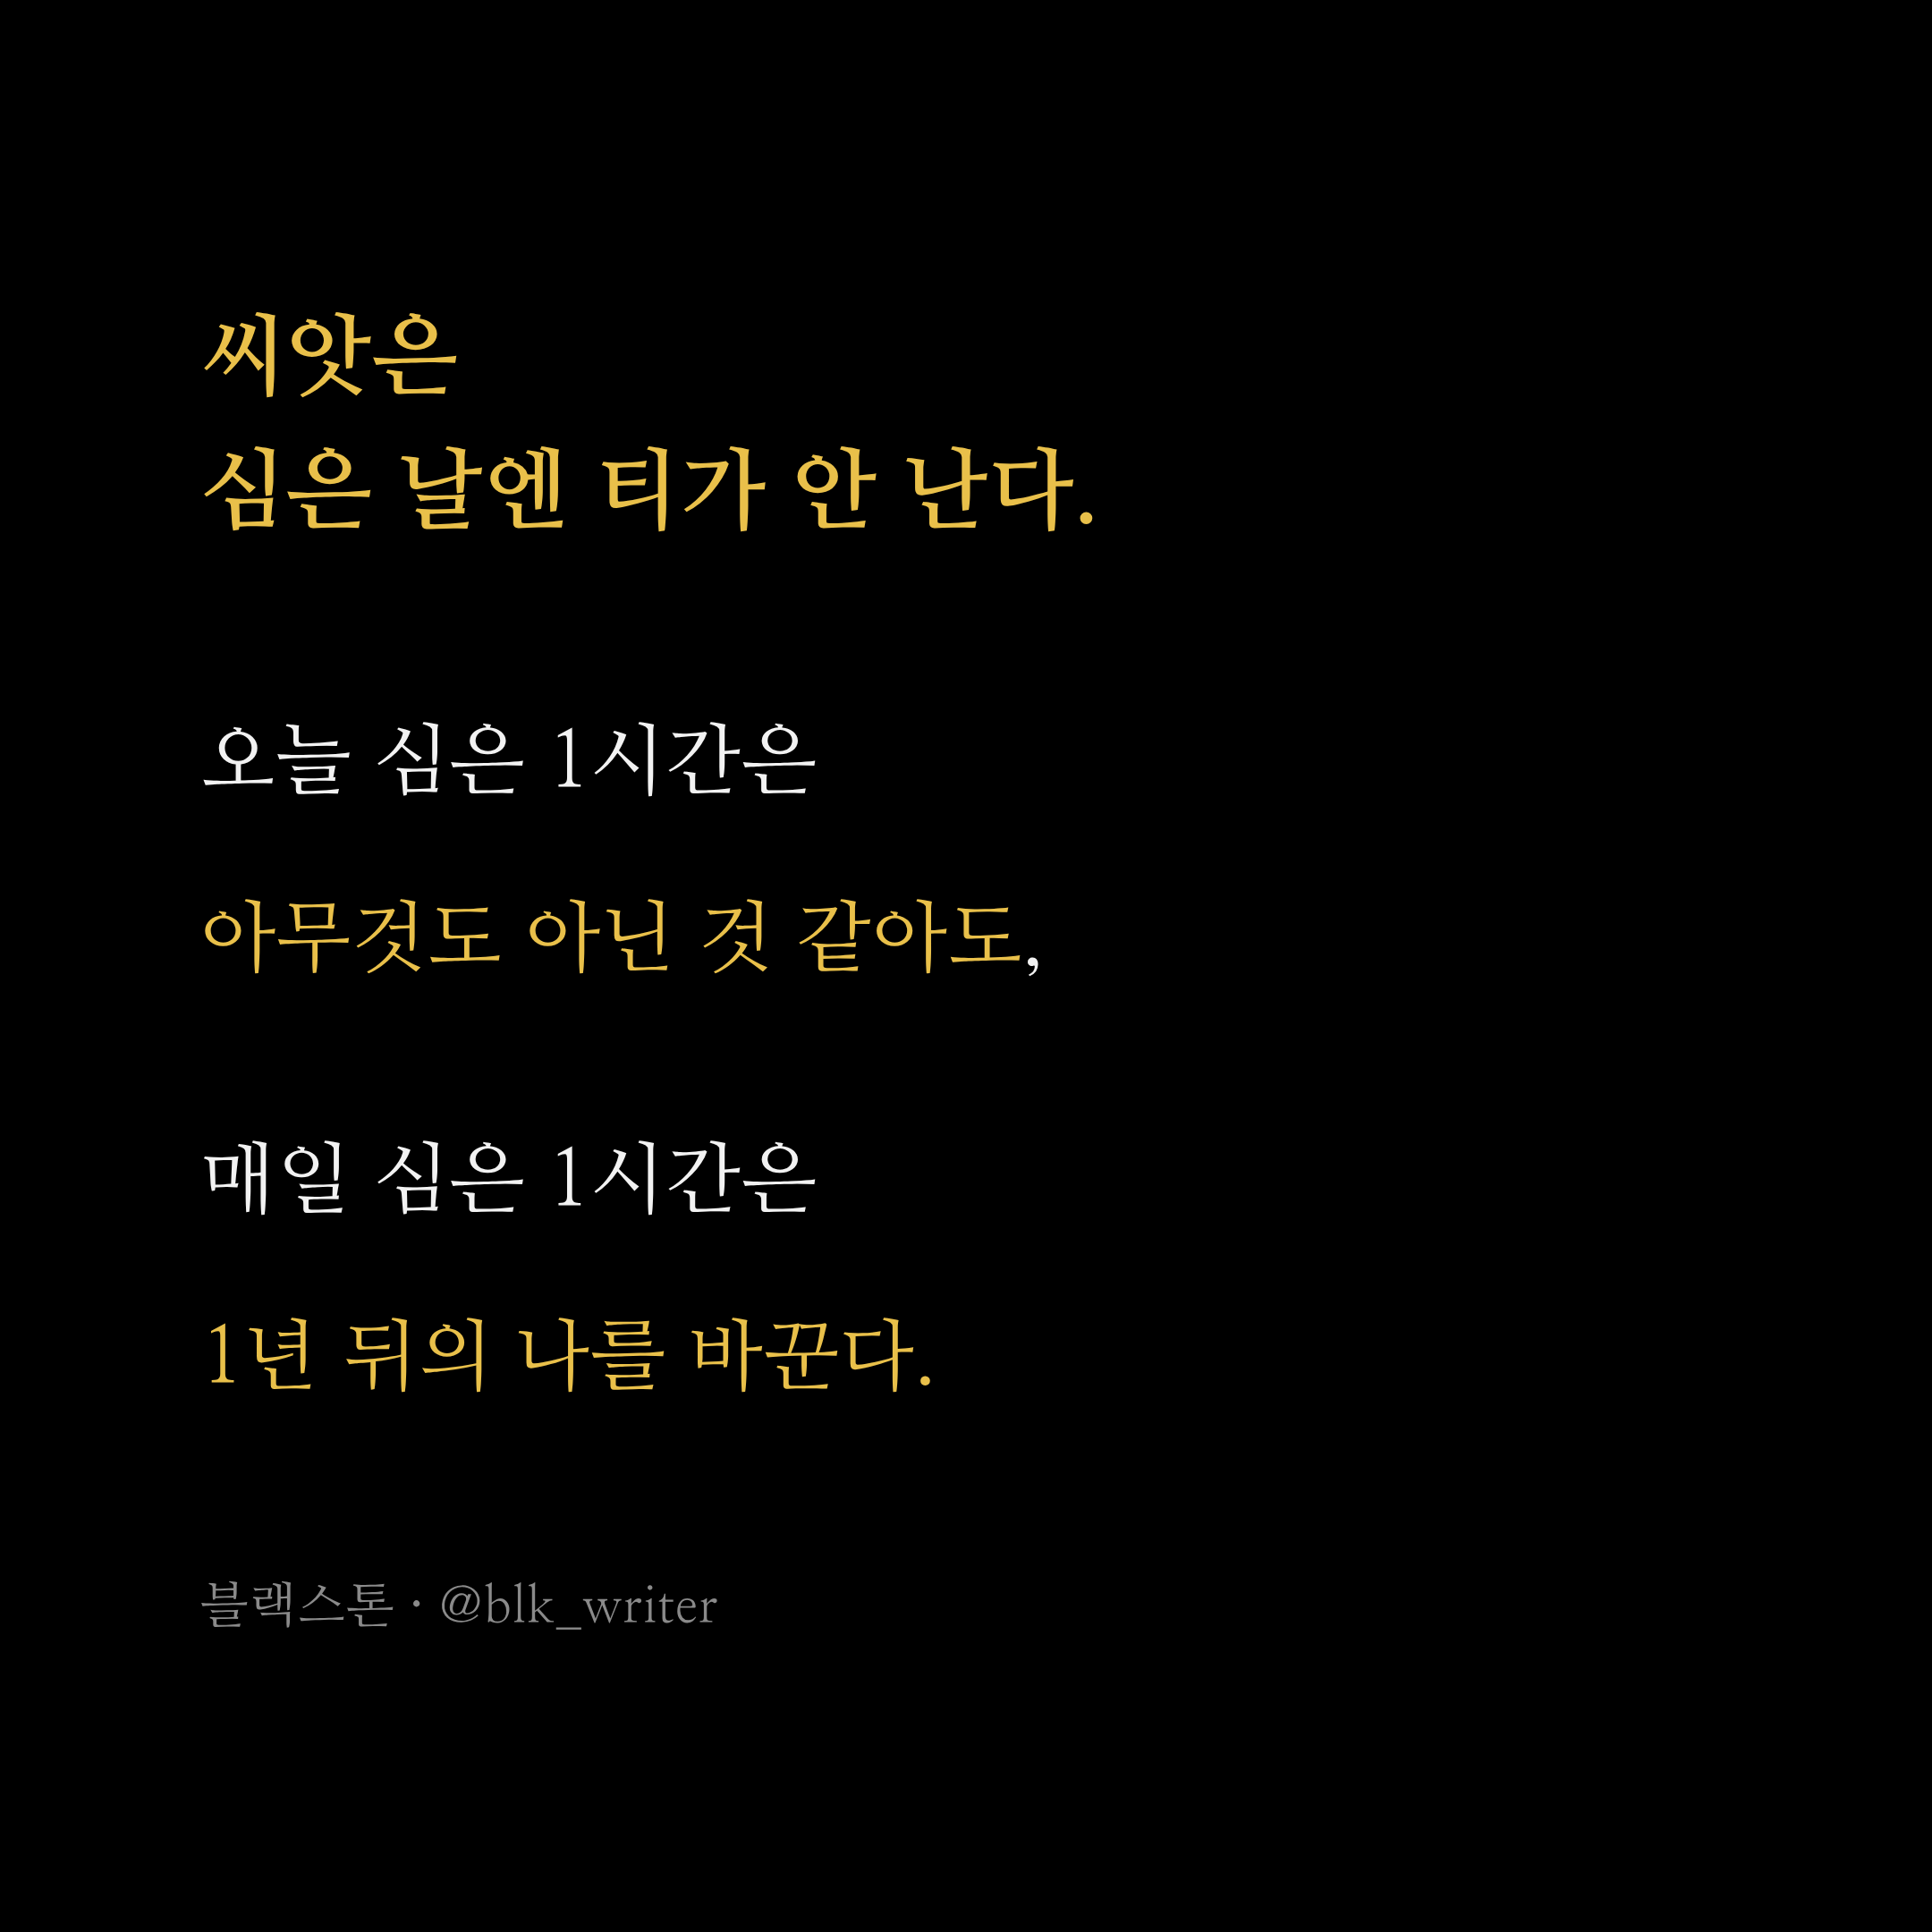 씨앗은
심은 날엔 티가 안 난다.
오늘 심은 1시간은
아무것도 아닌 것 같아도,
매일 심은 1시간은
1년 뒤의 나를 바꾼다.
블랙스톤 · @blk_writer